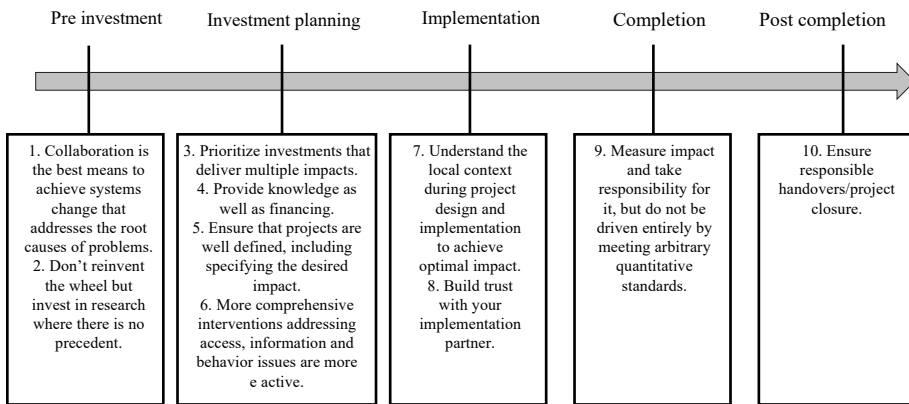 Pre investment
Investment planning
Implementation
Completion
Post completion
1. Collaboration is
the best means to
achieve systems
change that
addresses the root
causes of problems.
2. Don’t reinvent
the wheel but
invest in research
where there is no
precedent.
3. Prioritize investments that
deliver multiple impacts.
4. Provide knowledge as
well as financing.
5. Ensure that projects are
well defined, including
specifying the desired
impact.
6. More comprehensive
interventions addressing
access, information and
behavior issues are more
e active.
7. Understand the
local context
during project
design and
implementation
to achieve
optimal impact.
8. Build trust
with your
implementation
partner.
9. Measure impact
and take
responsibility for
it, but do not be
driven entirely by
meeting arbitrary
quantitative
standards.
10. Ensure
responsible
handovers/project
closure.